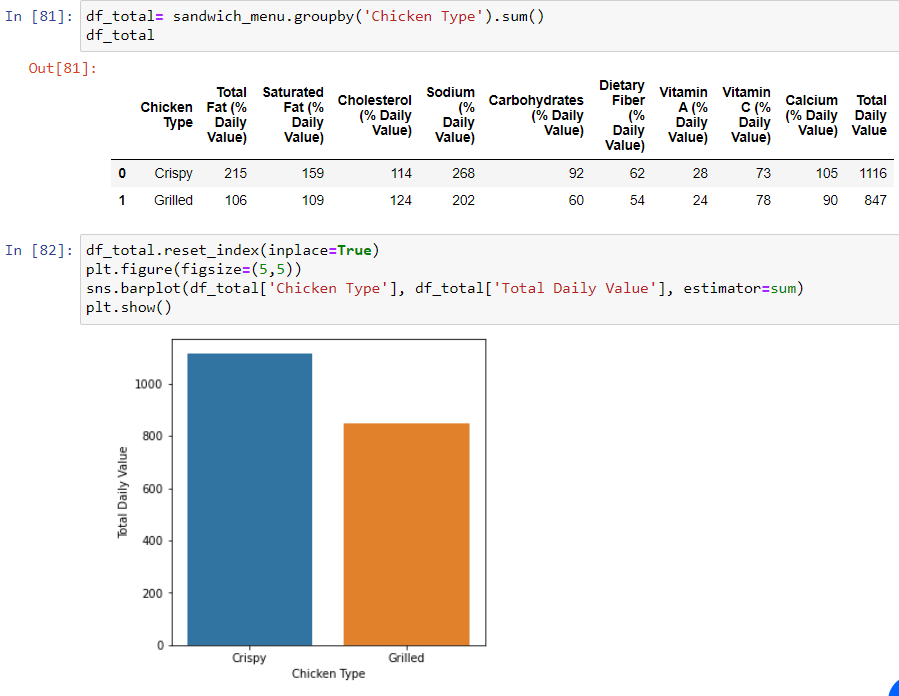 In [81]: df_total= sandwich_menu.groupby('Chicken Type').sum()
df_total
Out[81]:
Chicken Type Total Fat (% Daily Value) Saturated Fat (% Daily Value) Cholesterol (% Daily Value) Sodium (% Daily Value) Carbohydrates (% Daily Value) Dietary Fiber (% Daily Value) Vitamin A (% Daily Value) Vitamin C (% Daily Value) Calcium (% Daily Value) Total Daily Value
0 Crispy 215 159 114 268 92 62 28 73 105 1116
1 Grilled 106 109 124 202 60 54 24 78 90 847
In [82]: df_total.reset_index(inplace=True)
plt.figure(figsize=(5,5))
sns.barplot(df_total['Chicken Type'], df_total['Total Daily Value'], estimator=sum)
plt.show()
Total Daily Value
1000
800
600
400
200
0
Crispy Grilled
Chicken Type